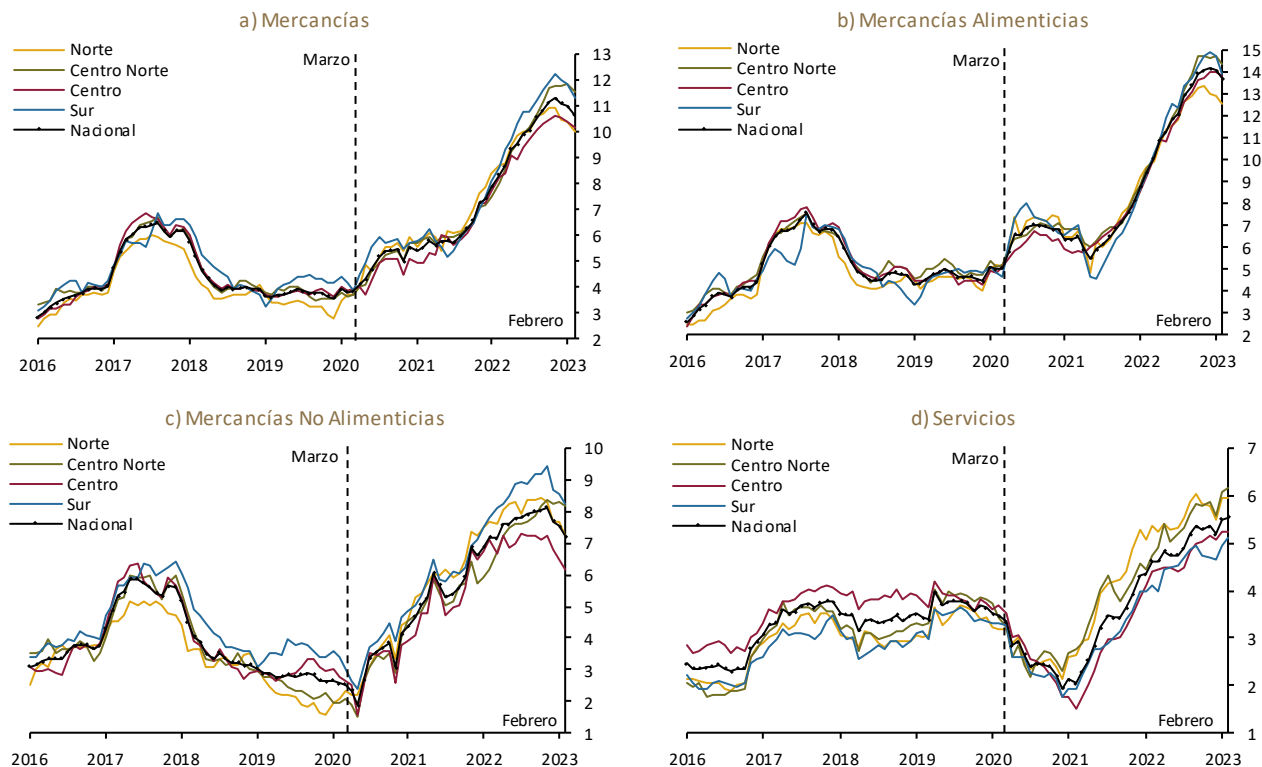 a) Mercancías
Norte
Centro Norte
Centro
Sur
Nacional
Marzo
Febrero
13
12
11
10
9
8
7
6
5
4
3
2
2016 2017 2018 2019 2020 2021 2022 2023
b) Mercancías Alimenticias
Norte
Centro Norte
Centro
Sur
Nacional
Marzo
Febrero
15
14
13
12
11
10
9
8
7
6
5
4
3
2
2016 2017 2018 2019 2020 2021 2022 2023
c) Mercancías No Alimenticias
Norte
Centro Norte
Centro
Sur
Nacional
Marzo
Febrero
10
9
8
7
6
5
4
3
2
1
2016 2017 2018 2019 2020 2021 2022 2023
d) Servicios
Norte
Centro Norte
Centro
Sur
Nacional
Marzo
Febrero
7
6
5
4
3
2
1
2016 2017 2018 2019 2020 2021 2022 2023